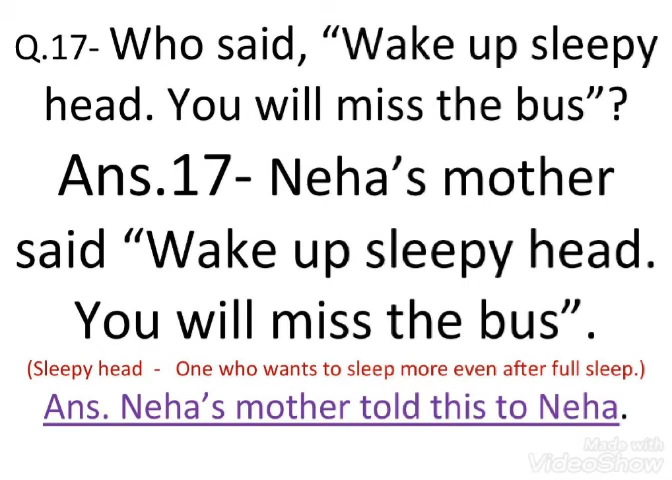 Q.17- Who said, “Wake up sleepy
head. You will miss the bus”?
Ans.17- Neha’s mother
said “Wake up sleepy head.
You will miss the bus”.
(Sleepy head - One who wants to sleep more even after full sleep.)
Ans. Neha’s mother told this to Neha.
Made with
VideoShow